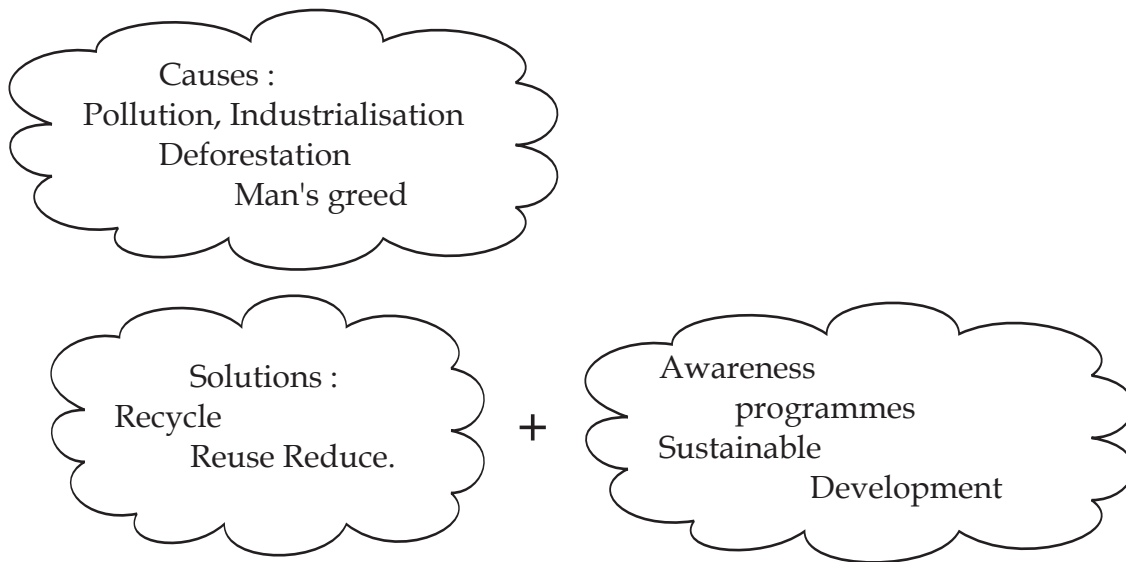 Causes :
Pollution, Industrialisation
Deforestation
Man's greed
Solutions :
Recycle
Reuse Reduce.
+
Awareness
programmes
Sustainable
Development